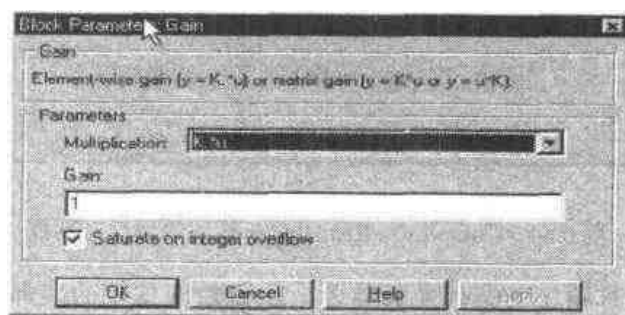 Block Parameters: Gain
Gain
Element-wise gain (y = K.*u) or matrix gain (y = K*u or y = u*K).
Parameters
Multiplication:
Gain:
1
Saturate on integer overflow
OK
Cancel
Help
Apply